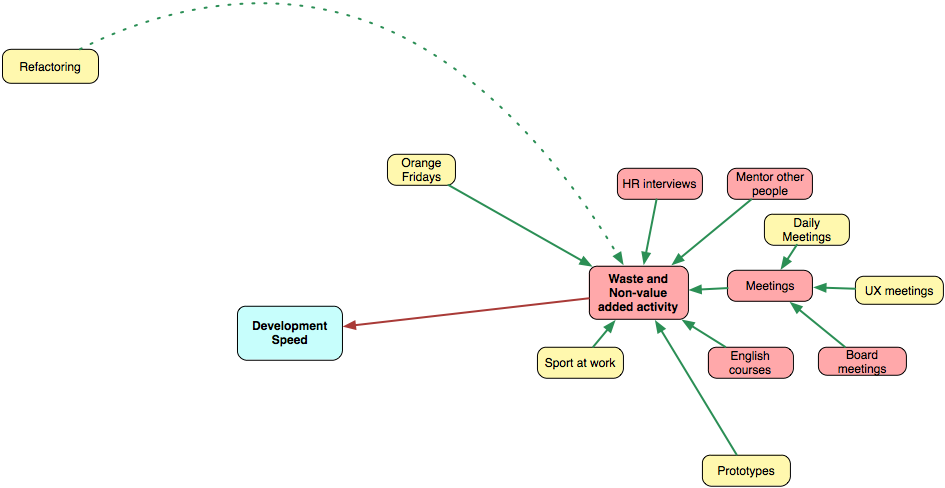 Refactoring
Orange
Fridays
HR interviews
Mentor other
people
Daily
Meetings
Waste and
Non-value
added activity
Meetings
UX meetings
Development
Speed
Sport at work
English
courses
Board
meetings
Prototypes